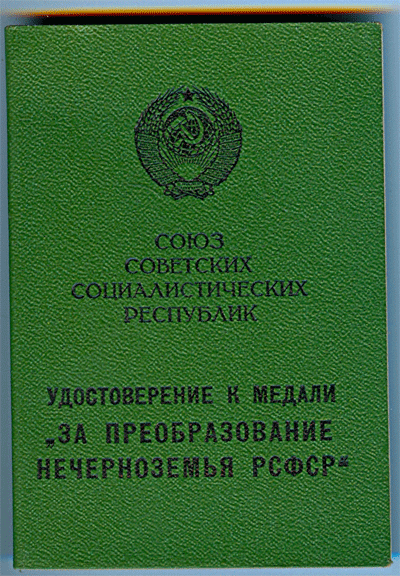 СОЮЗ
СОВЕТСКИХ
СОЦИАЛИСТИЧЕСКИХ
РЕСПУБЛИК
УДОСТОВЕРЕНИЕ К МЕДАЛИ
„ЗА ПРЕОБРАЗОВАНИЕ
НЕЧЕРНОЗЕМЬЯ РСФСР“